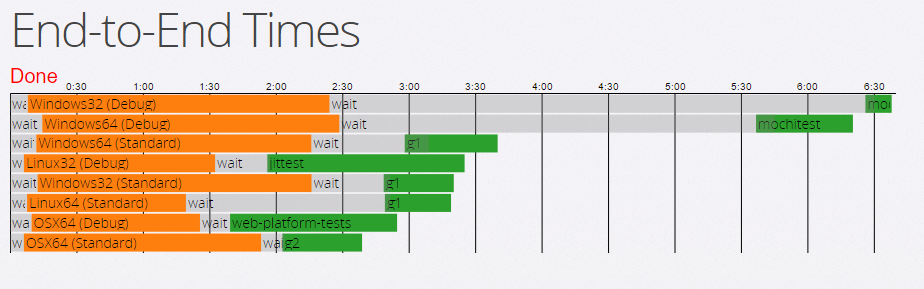 End-to-End Times
Done
0:30 1:00 1:30 2:00 2:30 3:00 3:30 4:00 4:30 5:00 5:30 6:00 6:30
wa Windows32 (Debug) wait mo
wait Windows64 (Debug) wait mochitest
wai Windows64 (Standard) wait g1
w Linux32 (Debug) wait jittest
wait Windows32 (Standard) wait g1
wa Linux64 (Standard) wait g1
wa OSX64 (Debug) wait web-platform-tests
w OSX64 (Standard) wai g2